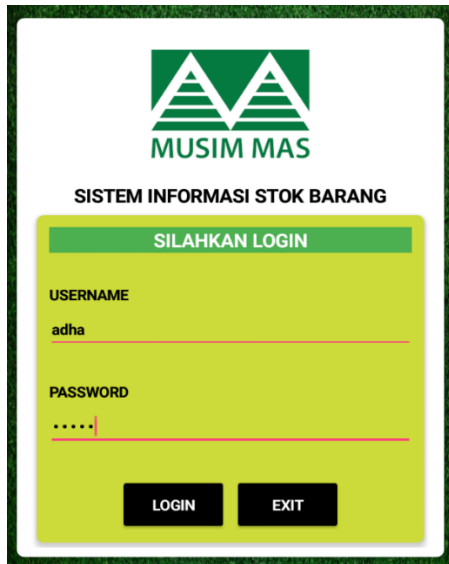 MUSIM MAS
SISTEM INFORMASI STOK BARANG
SILAHKAN LOGIN
USERNAME
adha
PASSWORD
•••••
LOGIN EXIT